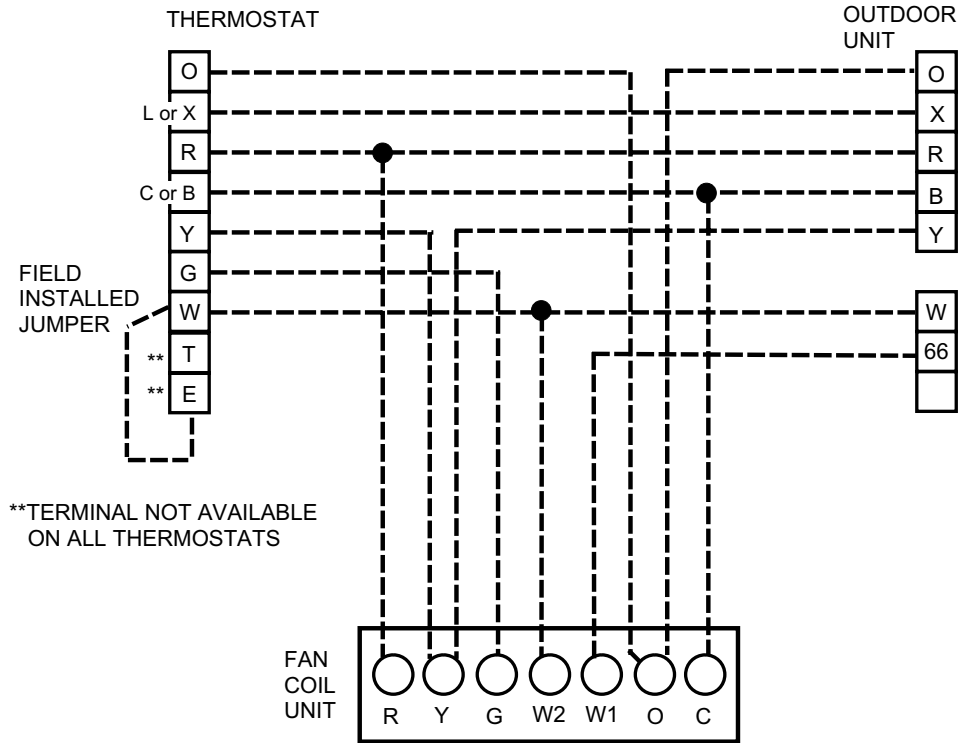 THERMOSTAT
OUTDOOR
UNIT
O
L or X
R
C or B
Y
G
W
** T
** E
FIELD
INSTALLED
JUMPER
O
X
R
B
Y
W
66
**TERMINAL NOT AVAILABLE
ON ALL THERMOSTATS
FAN
COIL
UNIT
R Y G W2 W1 O C